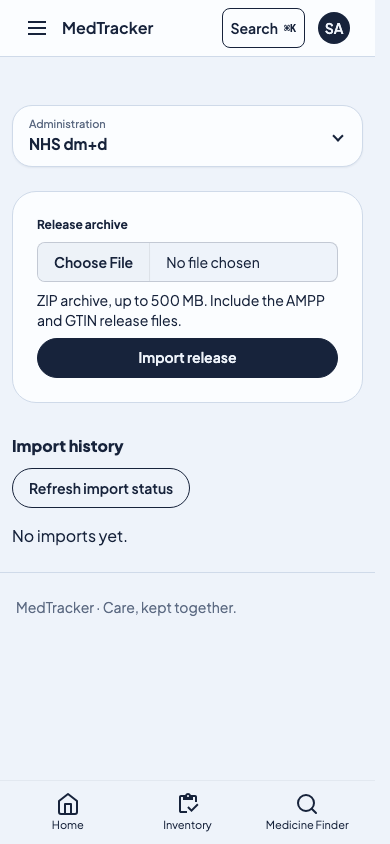 MedTracker
Search ⌘K
SA
Administration
NHS dm+d
Release archive
Choose File
No file chosen
ZIP archive, up to 500 MB. Include the AMPP
and GTIN release files.
Import release
Import history
Refresh import status
No imports yet.
MedTracker · Care, kept together.
Home
Inventory
Medicine Finder